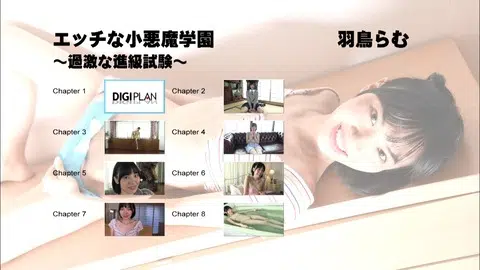 エッチな小悪魔学園
羽鳥らむ
～過激な進級試験～
Chapter 1
DIGIPLAN
Chapter 2
Chapter 3
Chapter 4
Chapter 5
Chapter 6
Chapter 7
Chapter 8